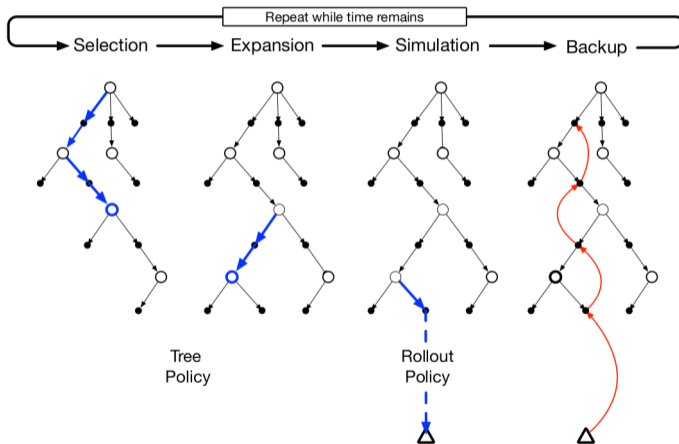 Repeat while time remains
Selection
Expansion
Simulation
Backup
Tree
Policy
Rollout
Policy